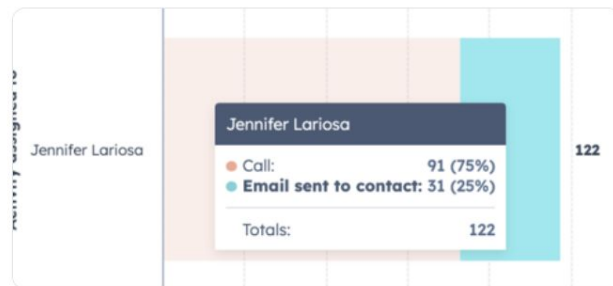 Jennifer Lariosa
Jennifer Lariosa
Call: 91 (75%)
Email sent to contact: 31 (25%)
Totals: 122
122